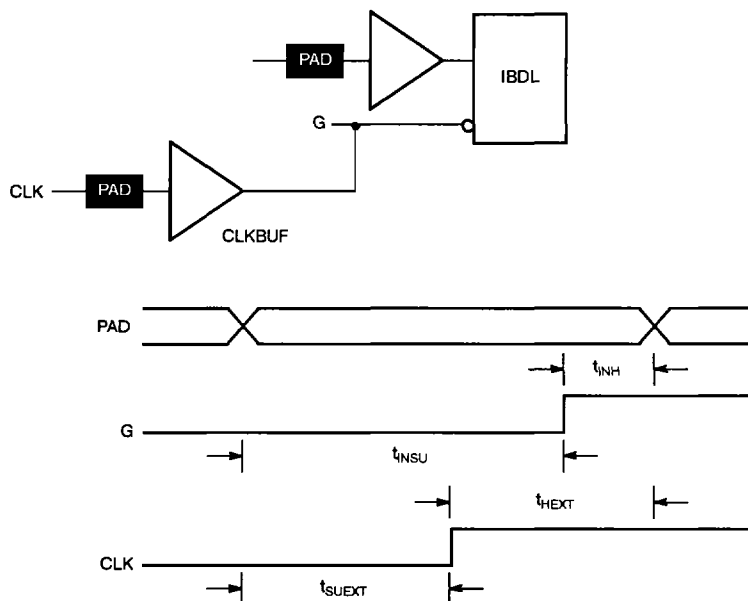 PAD
IBDL
G
CLK
PAD
CLKBUF
PAD
tINH
G
tINSU
tHEXT
CLK
tSUEXT